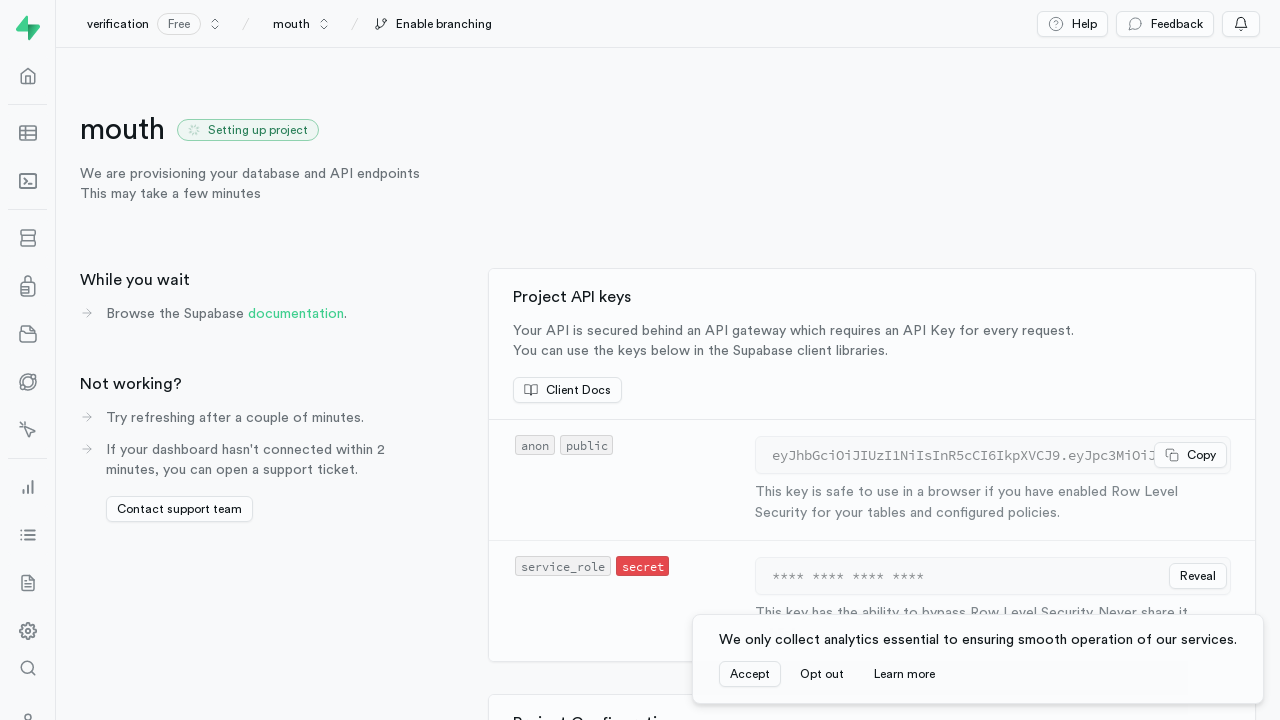 verification Free / mouth / Enable branching Help Feedback
mouth Setting up project
We are provisioning your database and API endpoints
This may take a few minutes
While you wait
Browse the Supabase documentation.
Not working?
Try refreshing after a couple of minutes.
If your dashboard hasn't connected within 2
minutes, you can open a support ticket.
Contact support team
Project API keys
Your API is secured behind an API gateway which requires an API Key for every request.
You can use the keys below in the Supabase client libraries.
Client Docs
anon public
eyJhbGciOiJIUzI1NiIsInR5cCI6IkpXVCJ9.eyJpc3MiOiJ Copy
This key is safe to use in a browser if you have enabled Row Level
Security for your tables and configured policies.
service_role secret
**** **** **** **** Reveal
This key has the ability to bypass Row Level Security. Never share it
We only collect analytics essential to ensuring smooth operation of our services.
Accept Opt out Learn more
Project